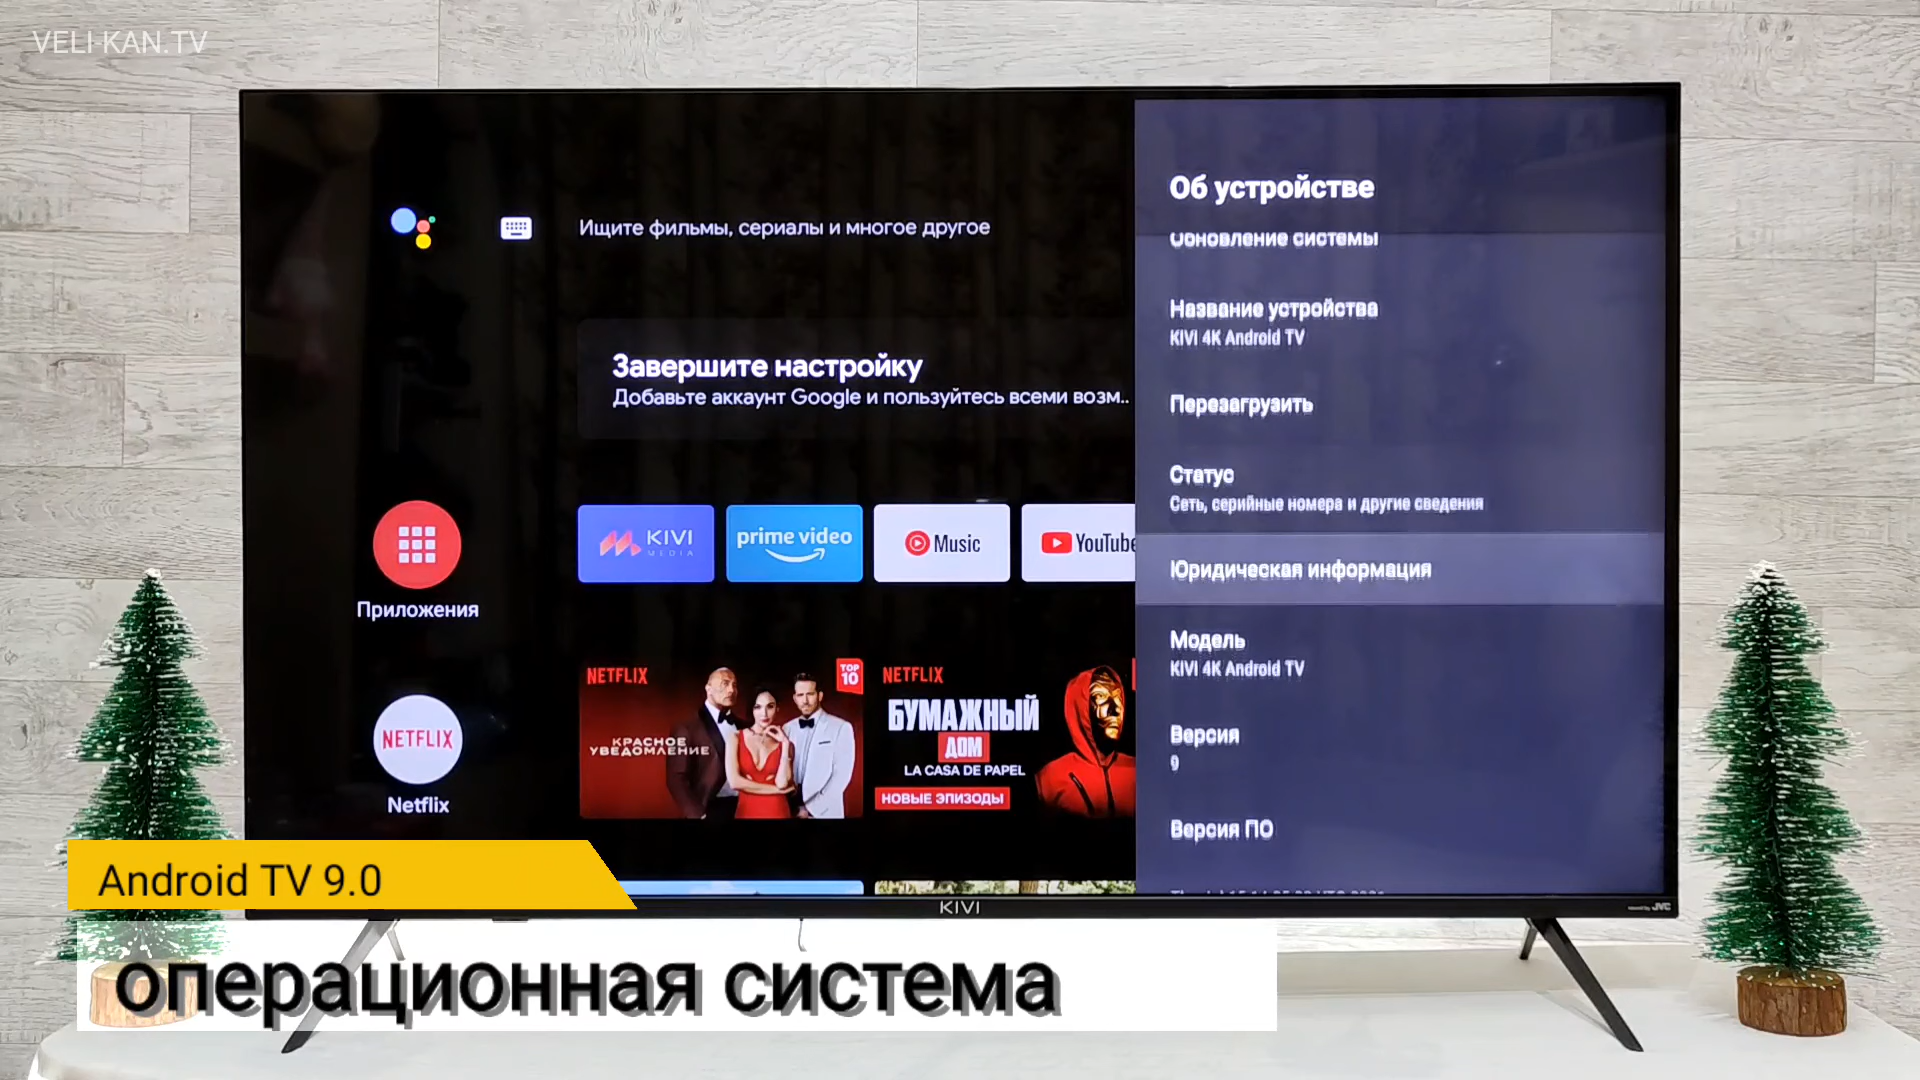 VELI-KAN.TV
Ищите фильмы, сериалы и многое другое
Завершите настройку
Добавьте аккаунт Google и пользуйтесь всеми возм..
KIVI
MEDIA
prime video
Music
YouTube
Приложения
NETFLIX
Netflix
NETFLIX
TOP
10
КРАСНОЕ
УВЕДОМЛЕНИЕ
NETFLIX
БУМАЖНЫЙ
ДОМ
LA CASA DE PAPEL
НОВЫЕ ЭПИЗОДЫ
Об устройстве
Обновление системы
Название устройства
KIVI 4K Android TV
Перезагрузить
Статус
Сеть, серийные номера и другие сведения
Юридическая информация
Модель
KIVI 4K Android TV
Версия
9
Версия ПО
KIVI
JVC
Android TV 9.0
операционная система